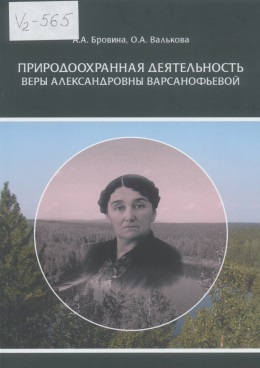 V2-565
А.А. Бровина, О.А. Валькова
ПРИРОДООХРАННАЯ ДЕЯТЕЛЬНОСТЬ
ВЕРЫ АЛЕКСАНДРОВНЫ ВАРСАНОФЬЕВОЙ